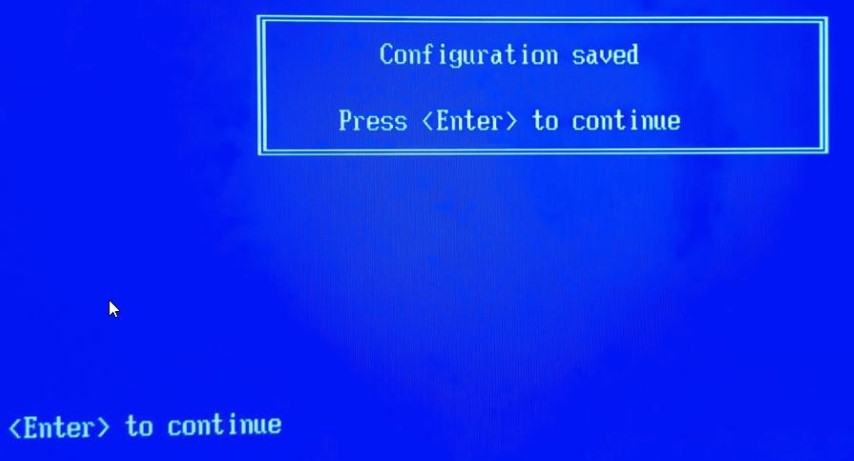 Configuration saved
Press <Enter> to continue
<Enter> to continue